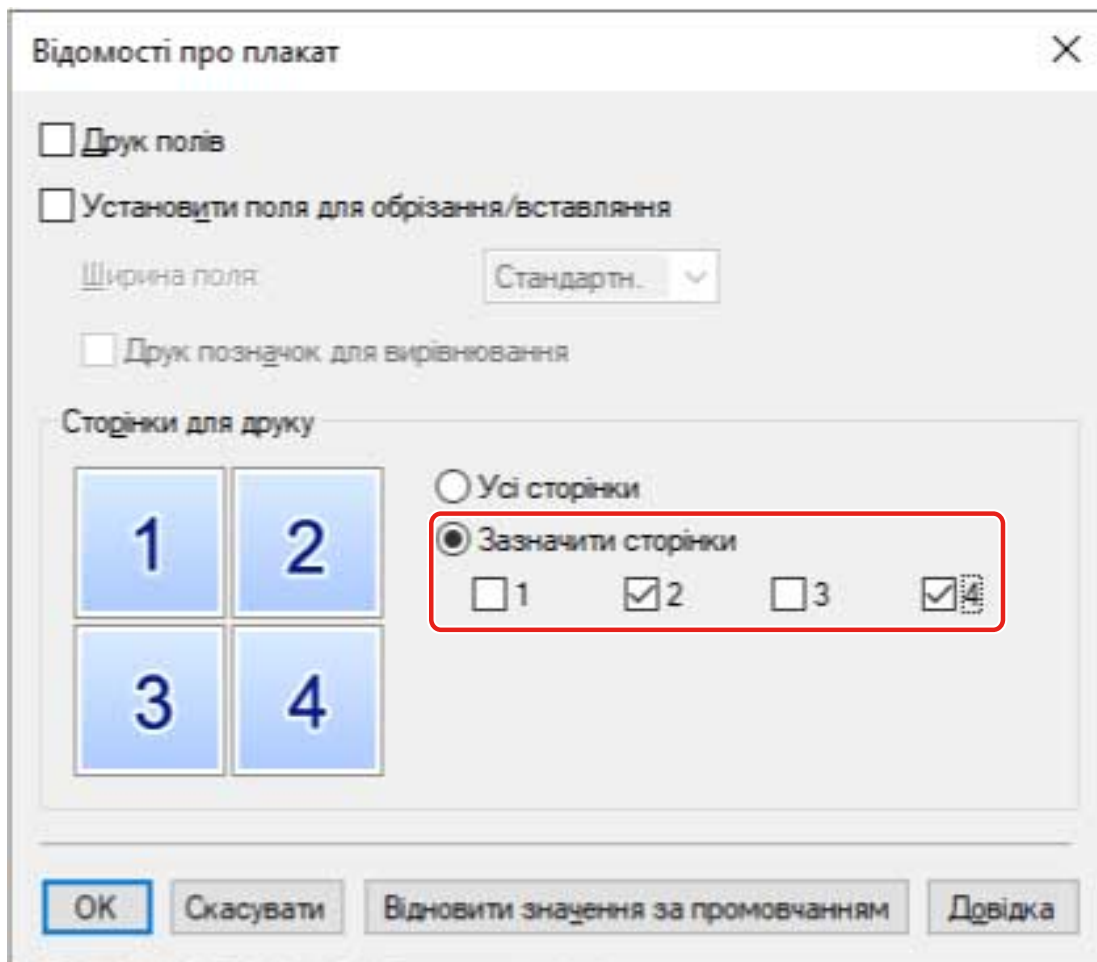 Відомості про плакат
Друк полів
Установити поля для обрізання/вставляння
Ширина поля: Стандартн.
Друк позначок для вирівнювання
Сторінки для друку
1 2
3 4
Усі сторінки
Зазначити сторінки
1 2 3 4
OK Скасувати Відновити значення за промовчанням Довідка